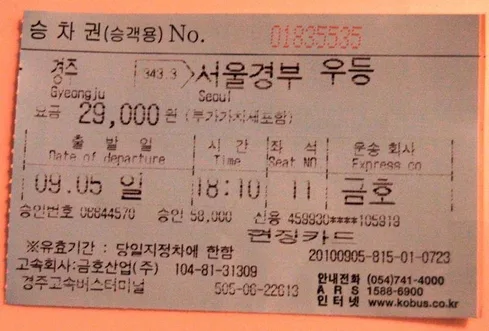 승 차 권(승객용) No. 01835535
경주 343.3 서울경부 우등
Gyeongju Seoul
요금 29,000 원 (부가가치세포함)
출 발 일 시 간 좌 석 운송 회사
Date of departure Time Seat NO Express co
09.05 일 18:10 11 금호
승인번호 06844570 승인 58,000 신용 459930****105919
현장카드
※유효기간 : 당일지정차에 한함 20100905-815-01-0723
고속회사:금호산업(주) 104-81-31309 안내전화 (054)741-4000
경주고속버스터미널 505-06-22613 A R S 1588-6900
인 터 넷 www.kobus.co.kr